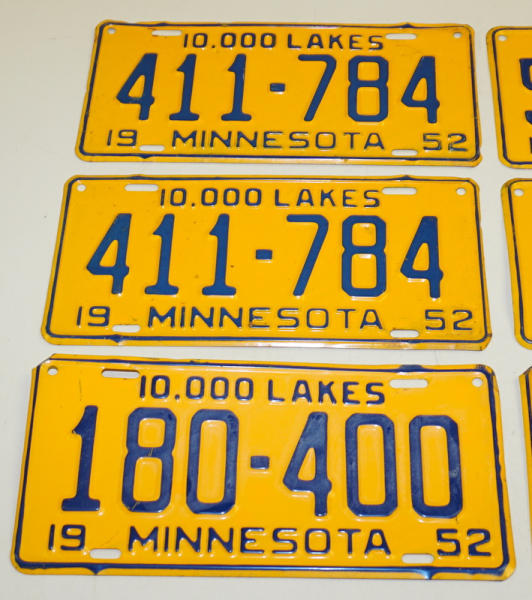 10,000 LAKES
411-784
19 MINNESOTA 52
10,000 LAKES
411-784
19 MINNESOTA 52
10,000 LAKES
180-400
19 MINNESOTA 52